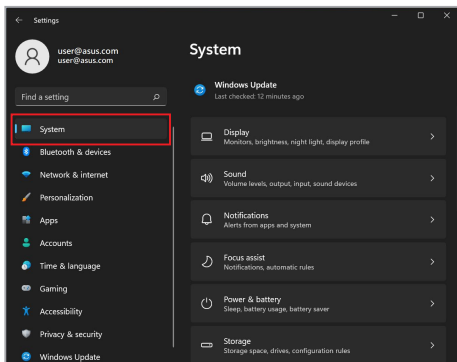 Settings
user@asus.com
user@asus.com
Find a setting
System
Bluetooth & devices
Network & internet
Personalization
Apps
Accounts
Time & language
Gaming
Accessibility
Privacy & security
Windows Update
System
Windows Update
Last checked: 12 minutes ago
Display
Monitors, brightness, night light, display profile
Sound
Volume levels, output, input, sound devices
Notifications
Alerts from apps and system
Focus assist
Notifications, automatic rules
Power & battery
Sleep, battery usage, battery saver
Storage
Storage space, drives, configuration rules